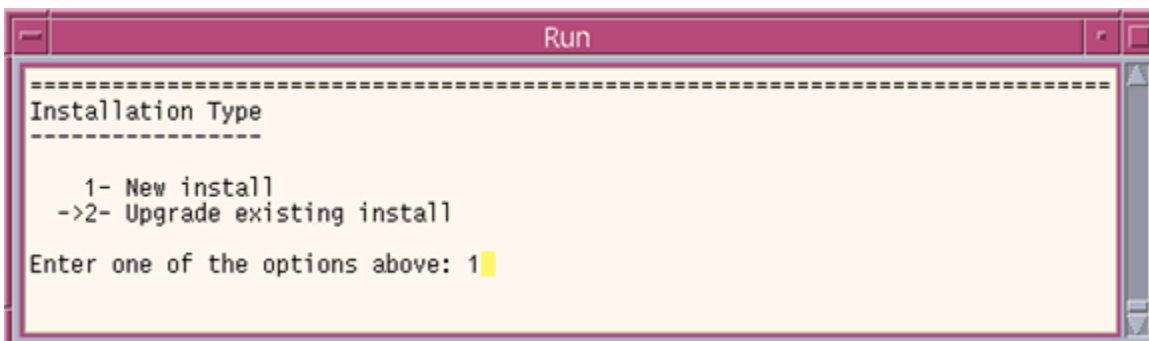 Run
===============================================================================
Installation Type
-----------------
1- New install
->2- Upgrade existing install
Enter one of the options above: 1